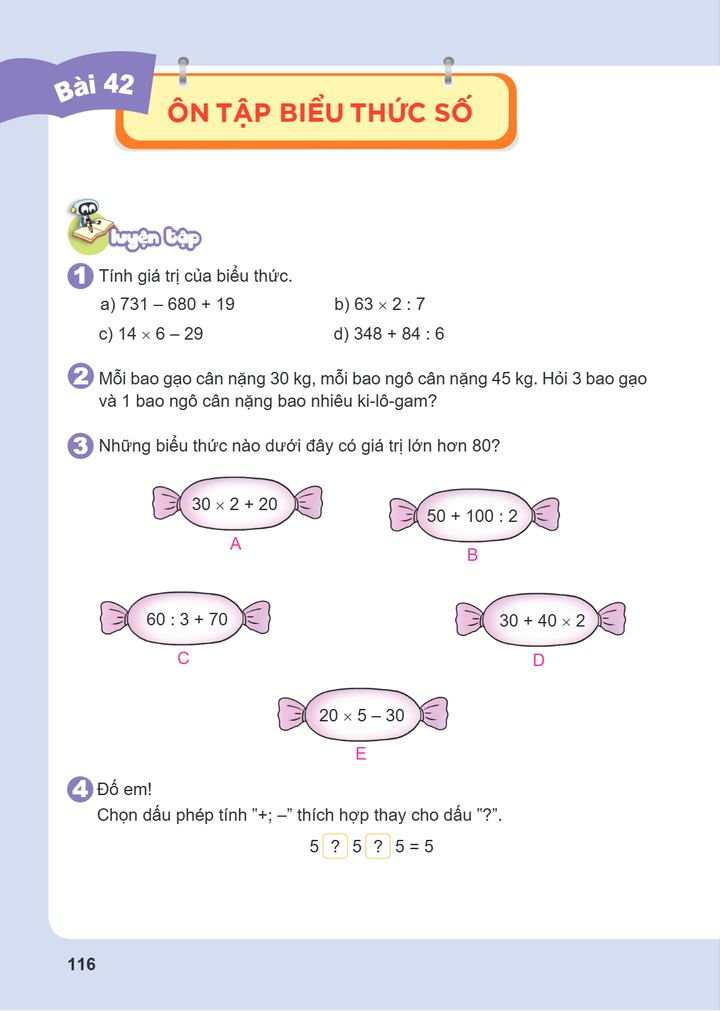 Bài 42
ÔN TẬP BIỂU THỨC SỐ
Luyện tập
1 Tính giá trị của biểu thức.
a) 731 – 680 + 19
b) 63 × 2 : 7
c) 14 × 6 – 29
d) 348 + 84 : 6
2 Mỗi bao gạo cân nặng 30 kg, mỗi bao ngô cân nặng 45 kg. Hỏi 3 bao gạo
và 1 bao ngô cân nặng bao nhiêu ki-lô-gam?
3 Những biểu thức nào dưới đây có giá trị lớn hơn 80?
30 × 2 + 20
A
50 + 100 : 2
B
60 : 3 + 70
C
30 + 40 × 2
D
20 × 5 – 30
E
4 Đố em!
Chọn dấu phép tính "+; –" thích hợp thay cho dấu "?".
5 ? 5 ? 5 = 5
116